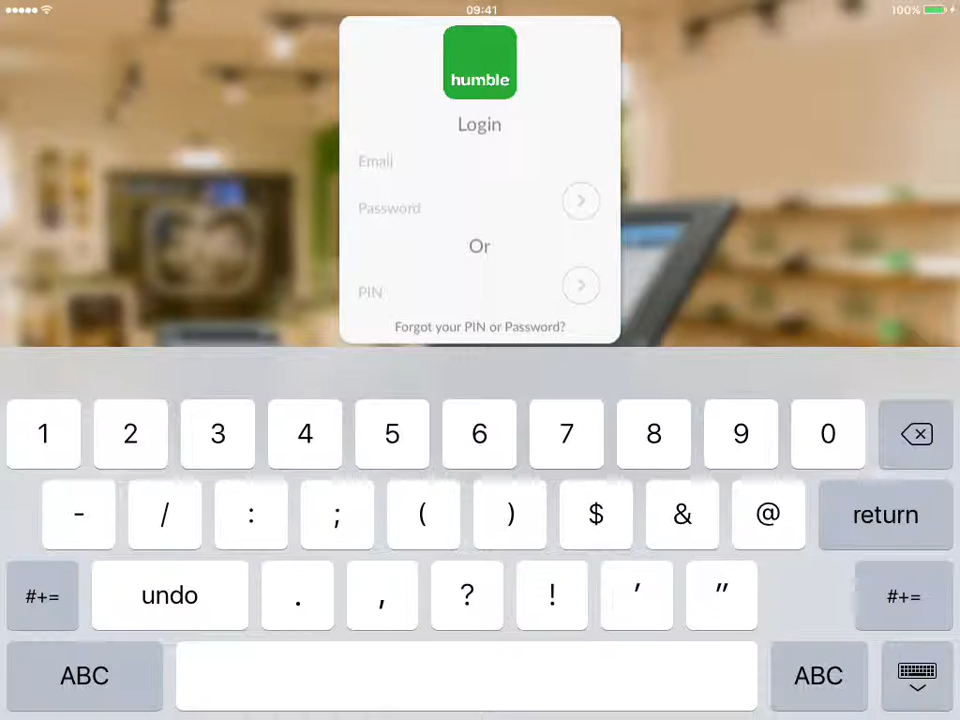 09:41
100%
humble
Login
Email
Password
Or
PIN
Forgot your PIN or Password?
1 2 3 4 5 6 7 8 9 0
- / : ; ( ) $ & @ return
#+= undo . , ? ! ' " #+=
ABC ABC